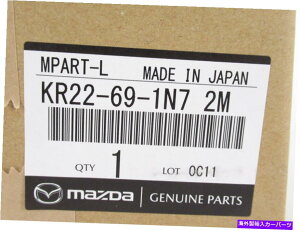 MPART-L MADE IN JAPAN
KR22-69-1N7 2M
QTY 1 LOT 0C11
mazda GENUINE PARTS
海外製輸入カーパーツ